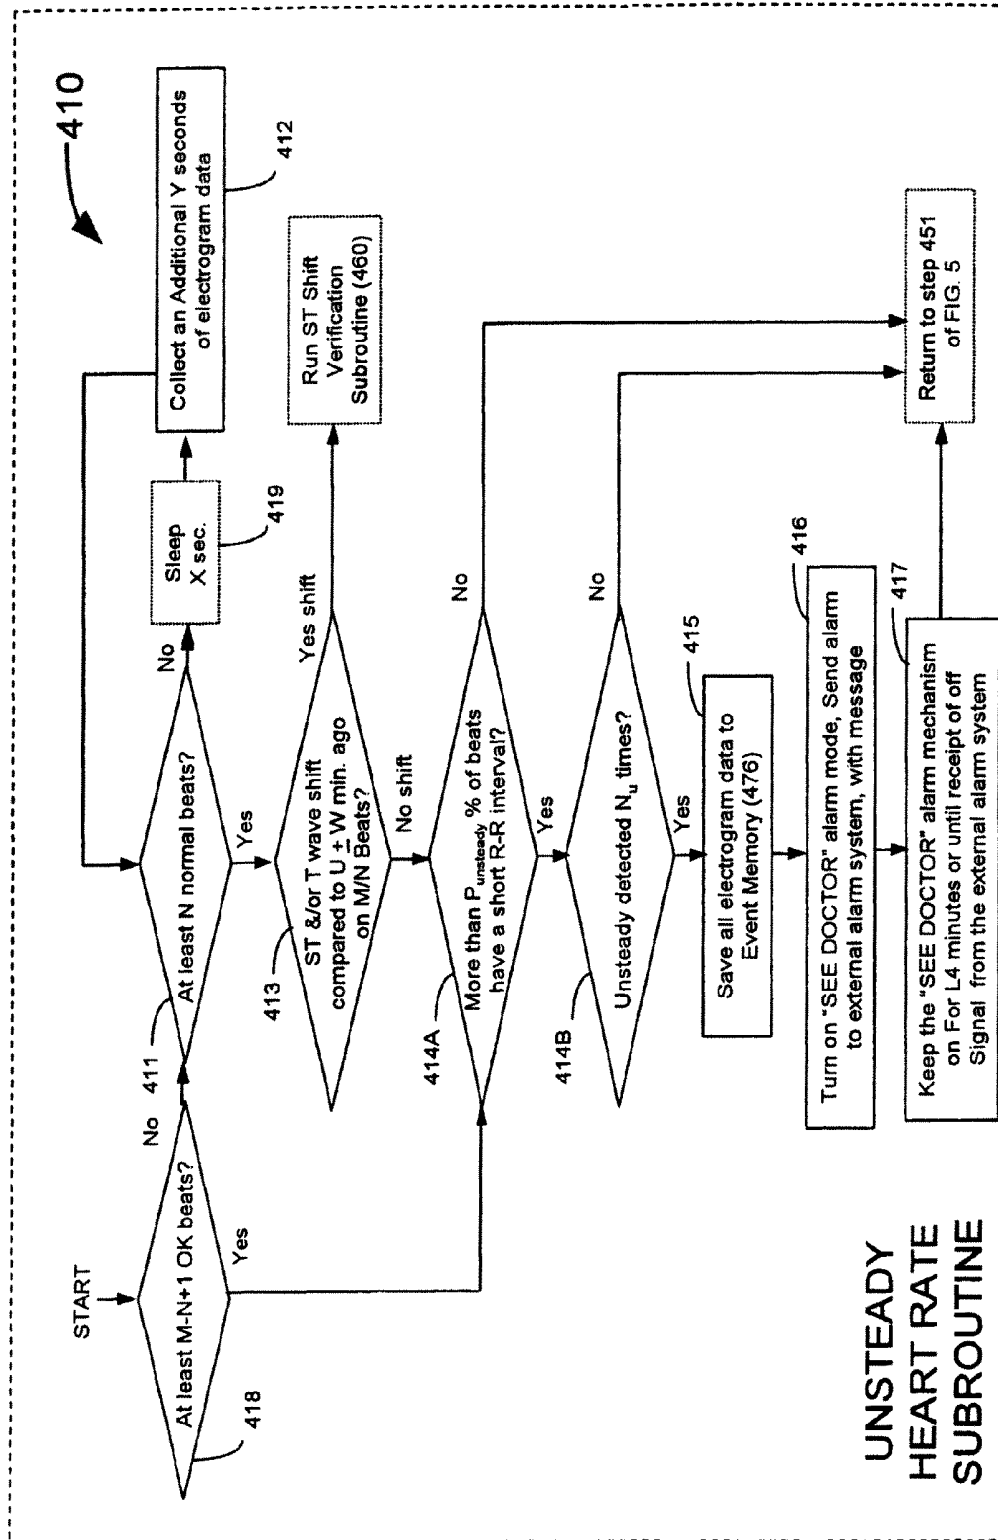 410
START
At least M-N+1 OK beats?
418
No
Yes
411
At least N normal beats?
No
Yes
Sleep
X sec.
419
Collect an Additional Y seconds
of electrogram data
412
413
ST &/or T wave shift
compared to U ± W min. ago
on M/N Beats?
Yes shift
No shift
Run ST Shift
Verification
Subroutine (460)
414A
More than Punsteady % of beats
have a short R-R interval?
No
Yes
414B
Unsteady detected Nu times?
No
Yes
415
Save all electrogram data to
Event Memory (476)
416
Turn on "SEE DOCTOR" alarm mode, Send alarm
to external alarm system, with message
417
Keep the "SEE DOCTOR" alarm mechanism
on For L4 minutes or until receipt of off
Signal from the external alarm system
Return to step 451
of FIG. 5
UNSTEADY
HEART RATE
SUBROUTINE